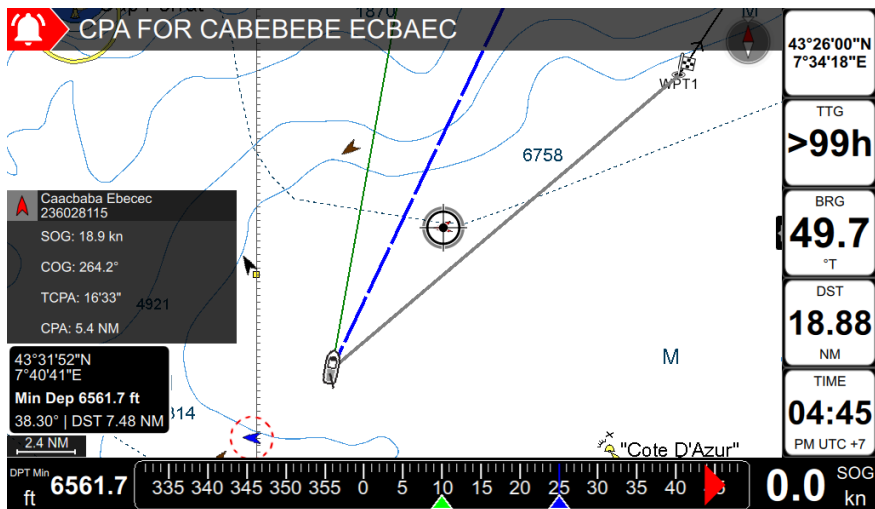 CPA FOR CABEBEBE ECBAEC
1870
M
43°26'00"N
7°34'18"E
WPT1
TTG
>99h
6758
BRG
49.7
°T
Caacbaba Ebecec
236028115
SOG: 18.9 kn
COG: 264.2°
TCPA: 16'33"
CPA: 5.4 NM
4921
DST
18.88
NM
43°31'52"N
7°40'41"E
Min Dep 6561.7 ft
38.30° | DST 7.48 NM
314
2.4 NM
M
"Cote D'Azur"
TIME
04:45
PM UTC +7
DPT Min
ft
6561.7
335 340 345 350 355 0 5 10 15 20 25 30 35 40
0.0
SOG
kn